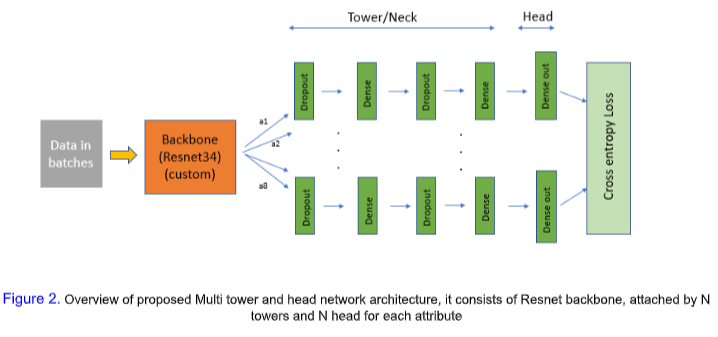 Tower/Neck
Head
Data in
batches
Backbone
(Resnet34)
(custom)
a1
a2
a8
Dropout
Dense
Dropout
Dense
Dense out
Dropout
Dense
Dropout
Dense
Dense out
Cross entropy Loss
Figure 2. Overview of proposed Multi tower and head network architecture, it consists of Resnet backbone, attached by N
towers and N head for each attribute